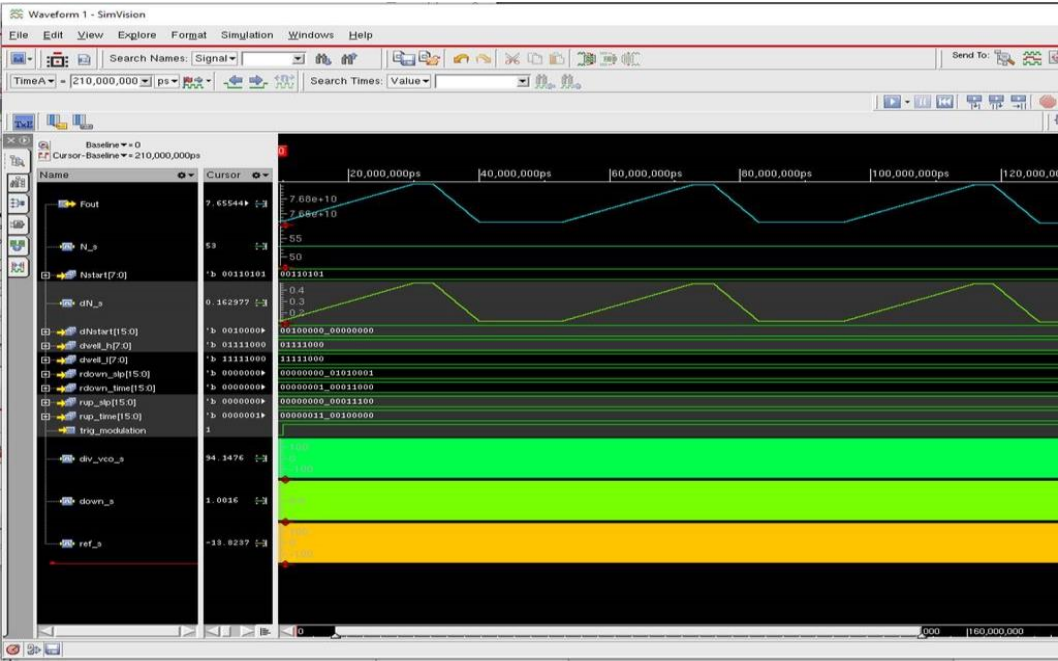 Waveform 1 - SimVision
File Edit View Explore Format Simulation Windows Help
Search Names: Signal Send To:
TimeA = 210,000,000 ps Search Times: Value
Baseline = 0
Cursor-Baseline = 210,000,000ps
0
Name Cursor 20,000,000ps 40,000,000ps 60,000,000ps 80,000,000ps 100,000,000ps 120,000,00
Fout 7.65544 7.68e+10
7.66e+10
N_s 53 55
50
Nstart[7:0] 'b 00110101 00110101
dN_s 0.162977 0.4
0.3
0.2
dNstart[15:0] 'b 0010000 00100000_00000000
dwell_h[7:0] 'b 01111000 01111000
dwell_l[7:0] 'b 11111000 11111000
rdown_slp[15:0] 'b 0000000 00000000_01010001
rdown_time[15:0] 'b 0000000 00000001_00011000
rup_slp[15:0] 'b 0000000 00000000_00011100
rup_time[15:0] 'b 0000001 00000011_00100000
trig_modulation 1
div_vco_s 94.1476 100
0
-100
down_s 1.0016
ref_s -13.8237
0 000 160,000,000